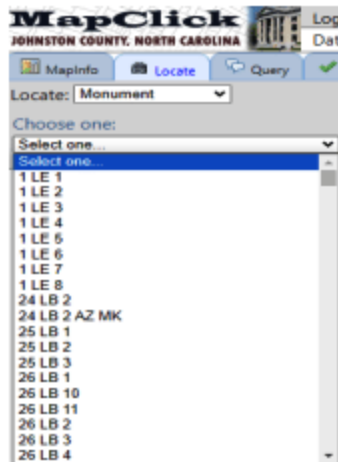 MapClick
JOHNSTON COUNTY, NORTH CAROLINA
MapInfo Locate Query
Locate: Monument
Choose one:
Select one...
Select one...
1 LE 1
1 LE 2
1 LE 3
1 LE 4
1 LE 5
1 LE 6
1 LE 7
1 LE 8
24 LB 2
24 LB 2 AZ MK
25 LB 1
25 LB 2
25 LB 3
26 LB 1
26 LB 10
26 LB 11
26 LB 2
26 LB 3
26 LB 4